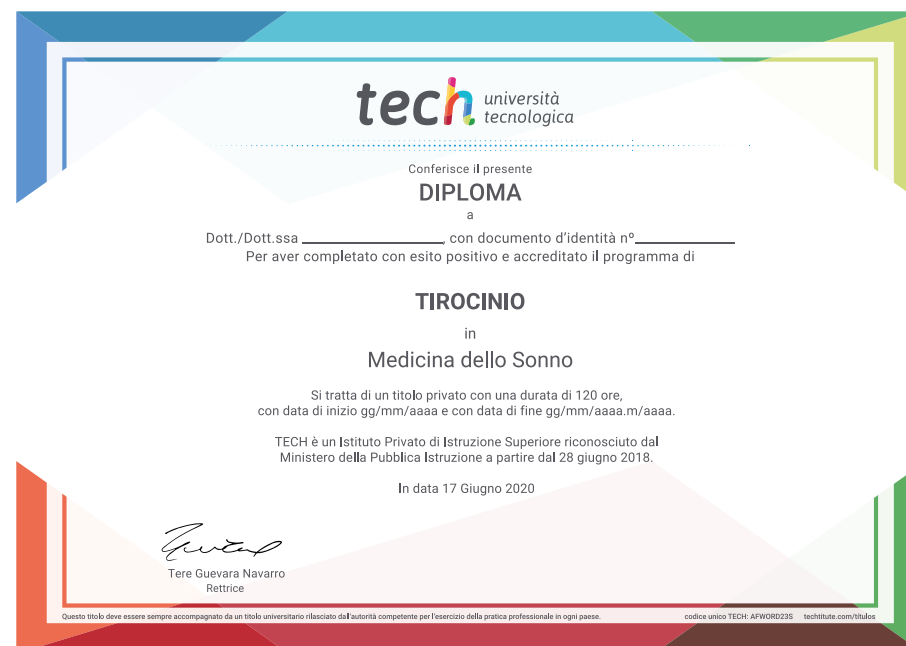 tech università
tecnologica
Conferisce il presente
DIPLOMA
a
Dott./Dott.ssa ________________, con documento d'identità nº____________
Per aver completato con esito positivo e accreditato il programma di
TIROCINIO
in
Medicina dello Sonno
Si tratta di un titolo privato con una durata di 120 ore,
con data di inizio gg/mm/aaaa e con data di fine gg/mm/aaaa.m/aaaa.
TECH è un Istituto Privato di Istruzione Superiore riconosciuto dal
Ministero della Pubblica Istruzione a partire dal 28 giugno 2018.
In data 17 Giugno 2020
Tere Guevara Navarro
Rettrice
Questo titolo deve essere sempre accompagnato da un titolo universitario rilasciato dall'autorità competente per l'esercizio della pratica professionale in ogni paese. codice unico TECH: AFWORD23S techtitute.com/titulos